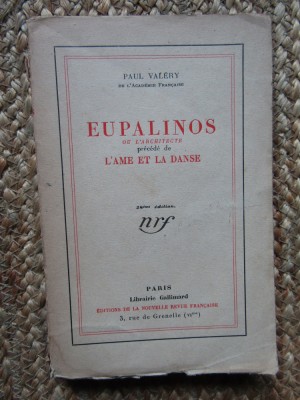 PAUL VALÉRY
DE L'ACADÉMIE FRANÇAISE
EUPALINOS
OU L'ARCHITECTE
précédé de
L'AME ET LA DANSE
édition.
nrf
PARIS
Librairie Gallimard
ÉDITIONS DE LA NOUVELLE REVUE FRANÇAISE
3, rue de Grenelle (VIme)